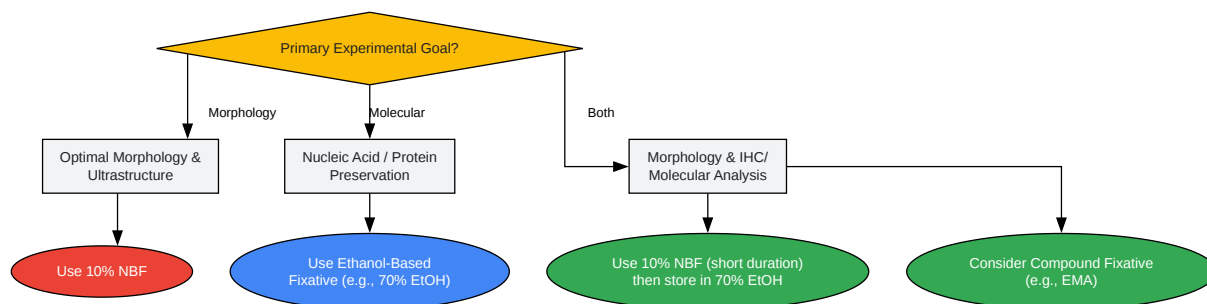 Primary Experimental Goal?
Morphology
Molecular
Both
Optimal Morphology &
Ultrastructure
Nucleic Acid / Protein
Preservation
Morphology & IHC/
Molecular Analysis
Use 10% NBF
Use Ethanol-Based
Fixative (e.g., 70% EtOH)
Use 10% NBF (short duration)
then store in 70% EtOH
Consider Compound Fixative
(e.g., EMA)